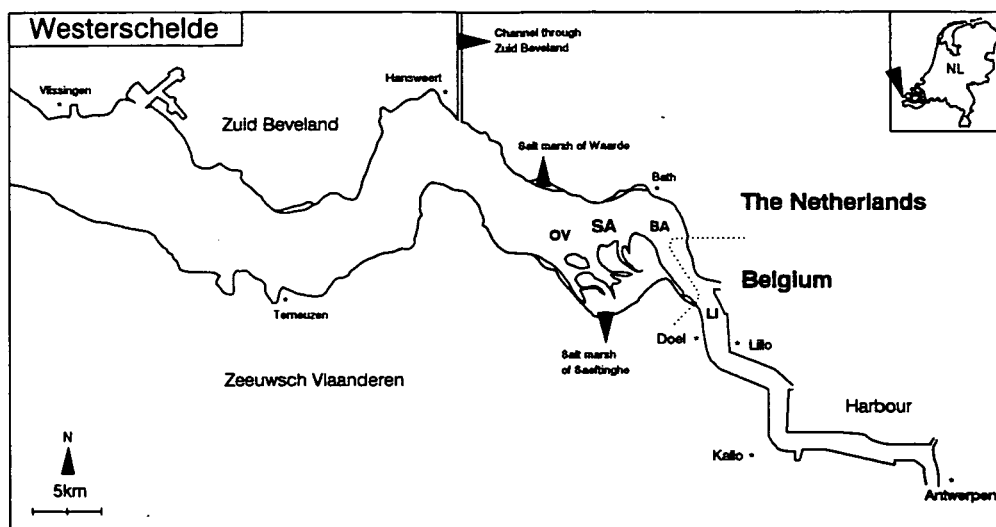 Westerschelde
Channel through
Zuid Beveland
NL
Vlissingen
Hansweert
Zuid Beveland
Salt marsh of Waarde
Bath
The Netherlands
OV
SA
BA
Belgium
LI
Terneuzen
Doel
Lillo
Salt marsh
of Saeftinghe
Zeeuwsch Vlaanderen
Harbour
N
Kallo
5km
Antwerpen